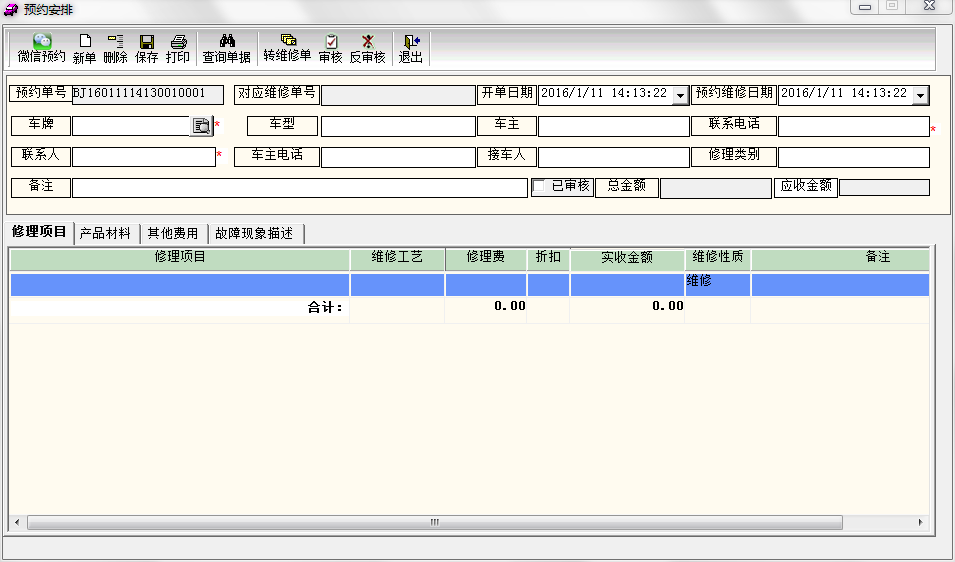 预约安排
微信预约 新单 删除 保存 打印 查询单据 转维修单 审核 反审核 退出
预约单号 BJ16011114130010001 对应维修单号 开单日期 2016/1/11 14:13:22 预约维修日期 2016/1/11 14:13:22
车牌 * 车型 车主 联系电话 *
联系人 * 车主电话 接车人 修理类别
备注 已审核 总金额 应收金额
修理项目 产品材料 其他费用 故障现象描述
修理项目 维修工艺 修理费 折扣 实收金额 维修性质 备注
维修
合计： 0.00 0.00